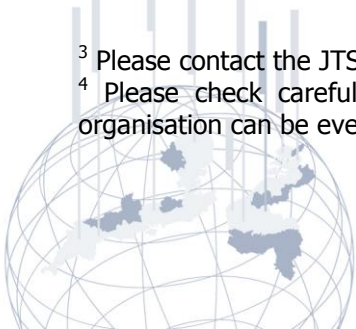 ³ Please contact the JTS
⁴ Please check careful
organisation can be eve